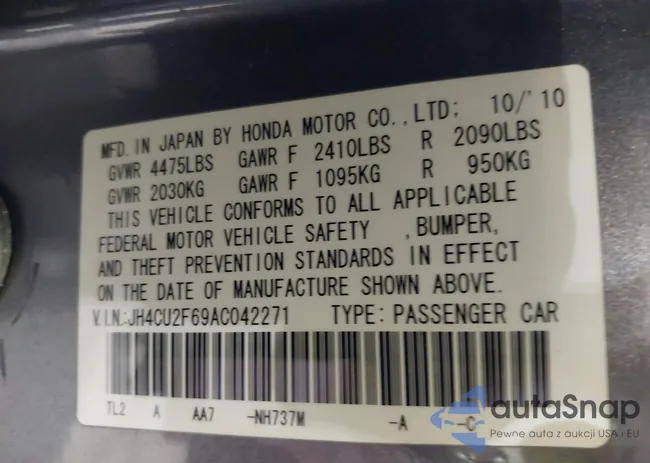 MFD.IN JAPAN BY HONDA MOTOR CO.,LTD; 10/'10
GVWR 4475LBS GAWR F 2410LBS R 2090LBS
GVWR 2030KG GAWR F 1095KG R 950KG
THIS VEHICLE CONFORMS TO ALL APPLICABLE
FEDERAL MOTOR VEHICLE SAFETY ,BUMPER,
AND THEFT PREVENTION STANDARDS IN EFFECT
ON THE DATE OF MANUFACTURE SHOWN ABOVE.
V.I.N.:JH4CU2F69AC042271 TYPE: PASSENGER CAR
TL2 A AA7 -NH737M -A -C
autaSnap
Pewne auta z aukcji USA i EU